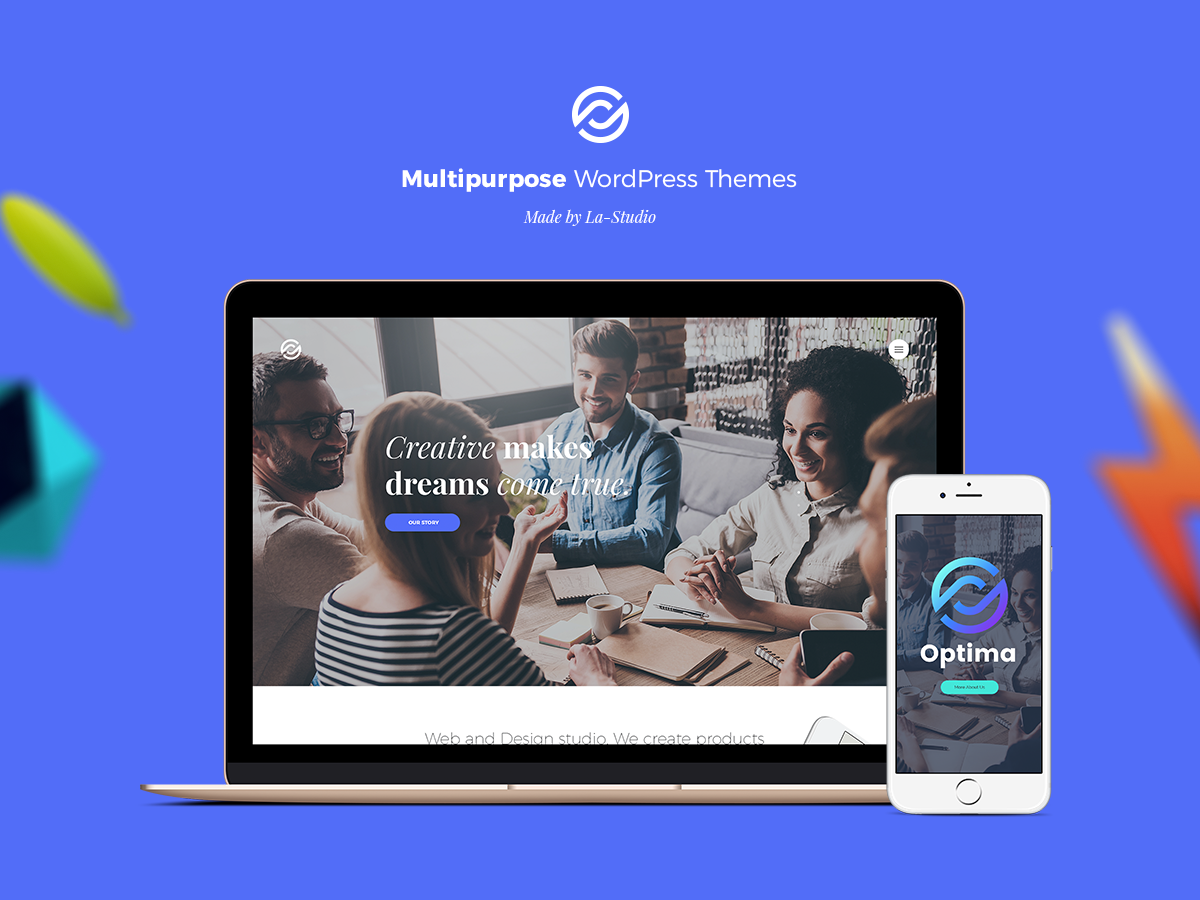 Multipurpose WordPress Themes
Made by La-Studio
Creative makes
dreams come true.
OUR STORY
Web and Design studio. We create products
Optima
More About Us